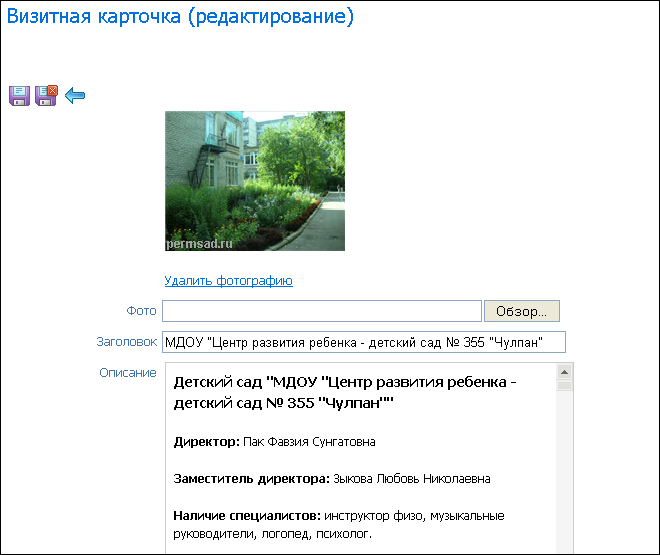 Визитная карточка (редактирование)
permsad.ru
Удалить фотографию
Фото Обзор...
Заголовок МДОУ "Центр развития ребенка - детский сад № 355 "Чулпан"
Описание
Детский сад "МДОУ "Центр развития ребенка -
детский сад № 355 "Чулпан""
Директор: Пак Фавзия Сунгатовна
Заместитель директора: Зыкова Любовь Николаевна
Наличие специалистов: инструктор физо, музыкальные
руководители, логопед, психолог.